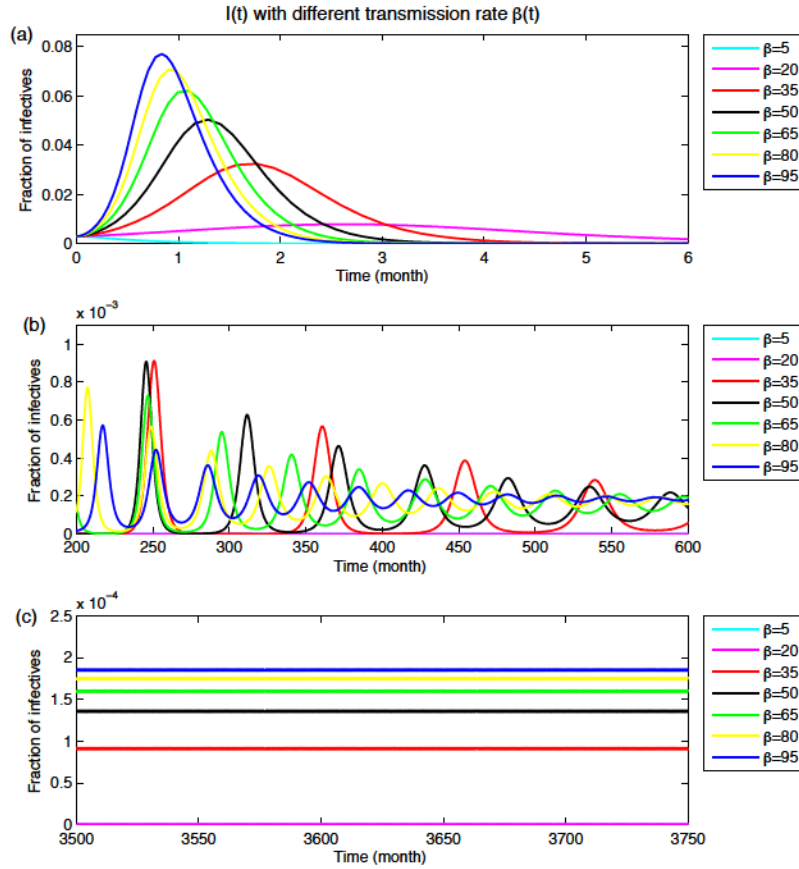 I(t) with different transmission rate β(t)
(a)
Fraction of infectives
0.08
0.06
0.04
0.02
0
0 1 2 3 4 5 6
Time (month)
β=5
β=20
β=35
β=50
β=65
β=80
β=95
(b)
x 10⁻³
Fraction of infectives
1
0.8
0.6
0.4
0.2
0
200 250 300 350 400 450 500 550 600
Time (month)
β=5
β=20
β=35
β=50
β=65
β=80
β=95
(c)
x 10⁻⁴
Fraction of infectives
2.5
2
1.5
1
0.5
0
3500 3550 3600 3650 3700 3750
Time (month)
β=5
β=20
β=35
β=50
β=65
β=80
β=95